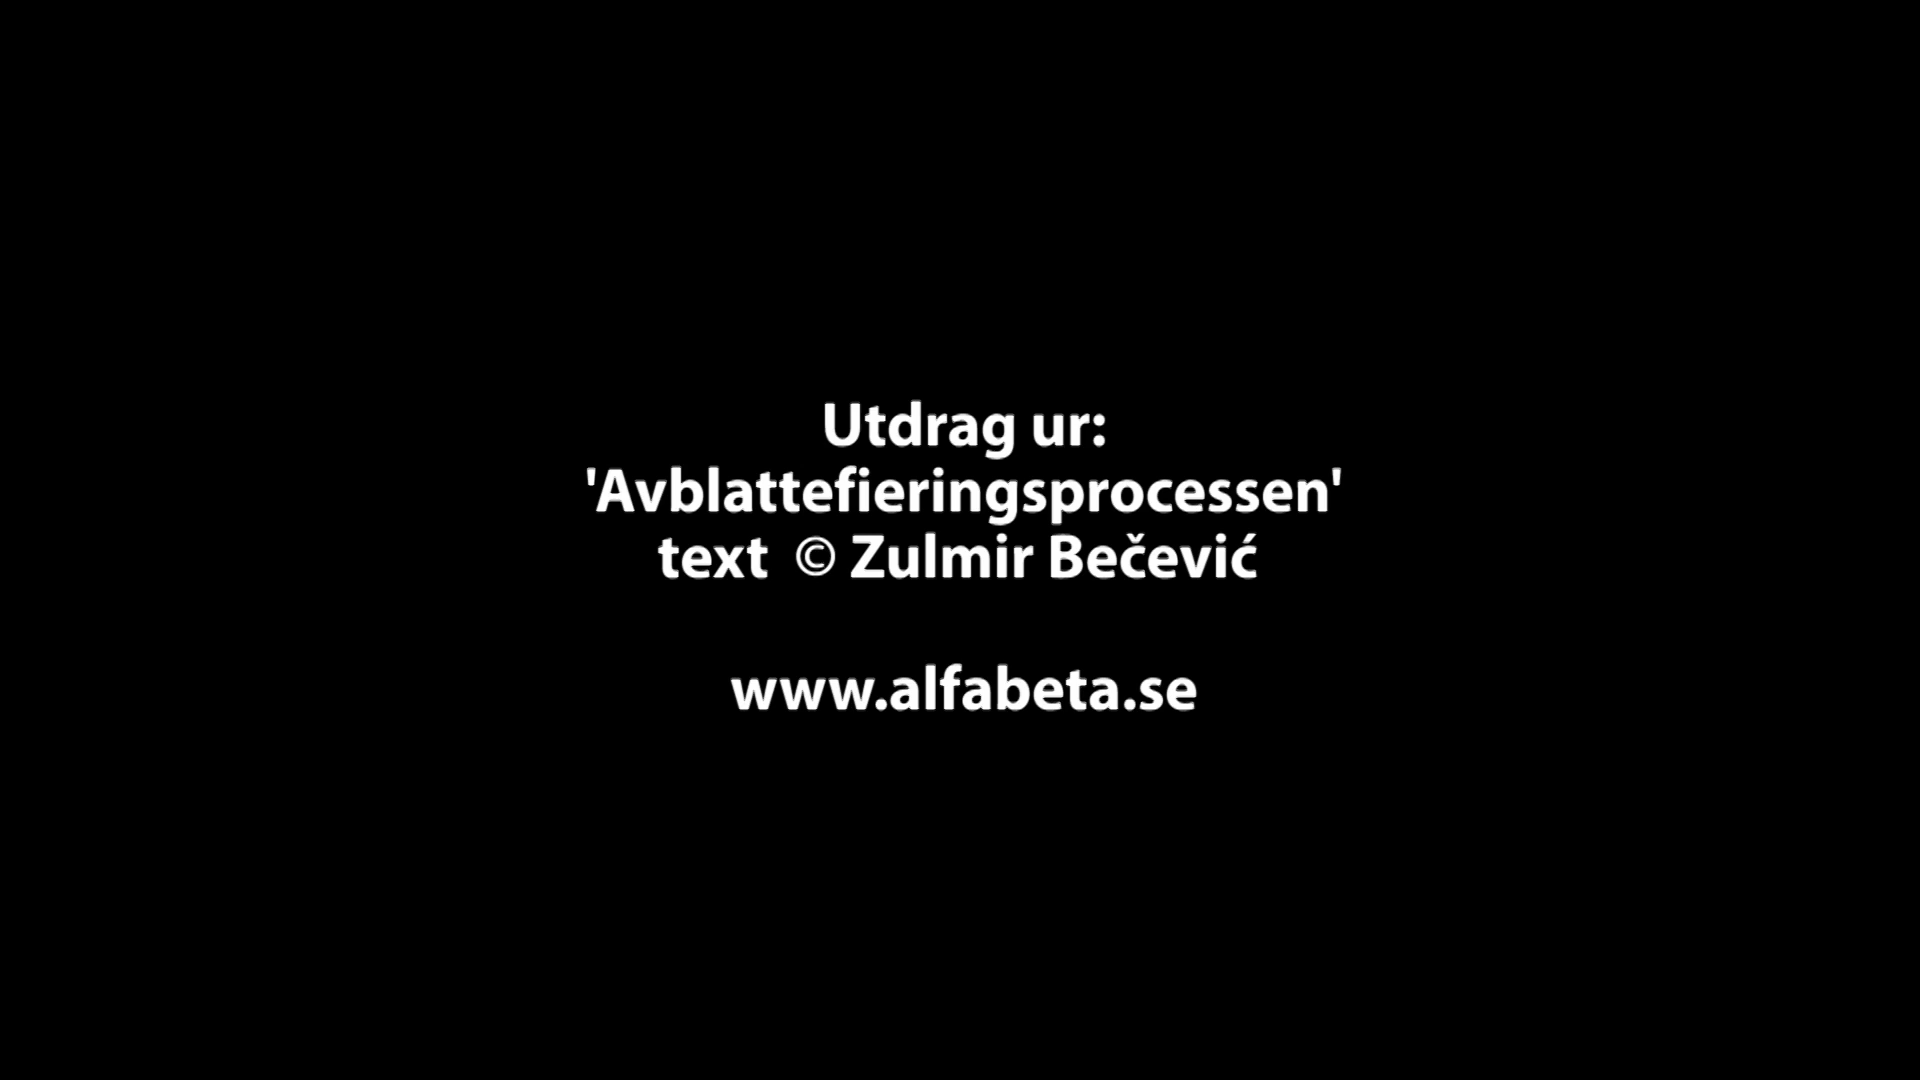 Utdrag ur:
'Avblattefieringsprocessen'
text © Zulmir Bečević
www.alfabeta.se